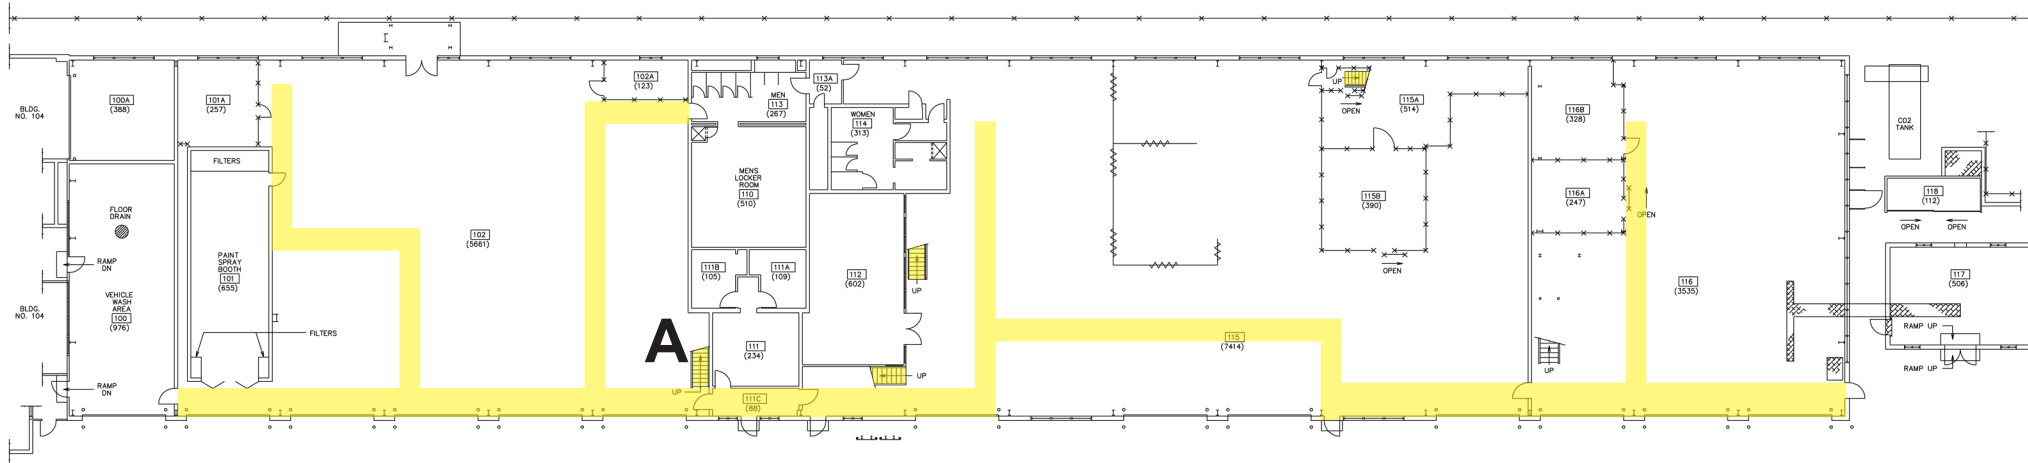 BLDG.
NO. 104
100A
(388)
FLOOR
DRAIN
RAMP
DN
VEHICLE
WASH
AREA
100
(976)
BLDG.
NO. 104
RAMP
DN
101A
(257)
FILTERS
PAINT
SPRAY
BOOTH
101
(655)
FILTERS
102
(5661)
102A
(123)
MEN
113
(267)
113A
(52)
WOMEN
114
(313)
MENS
LOCKER
ROOM
110
(510)
111B
(105)
111A
(109)
112
(602)
UP
A
111
(234)
UP
UP
111C
(88)
UP
OPEN
115A
(514)
115B
(390)
OPEN
115
(7414)
116B
(328)
116A
(247)
OPEN
116
(3535)
UP
CO2
TANK
118
(112)
OPEN
OPEN
117
(506)
RAMP UP
RAMP UP